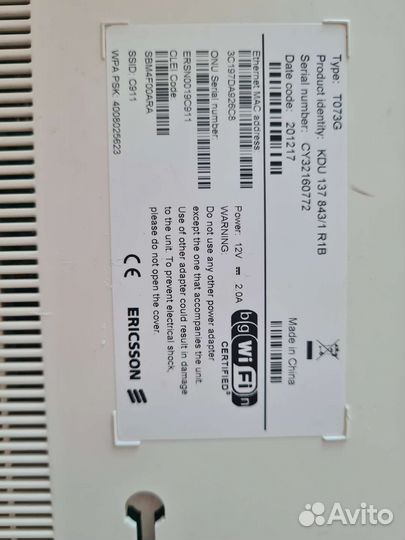 Type: T073G
Product identity: KDU 137 843/1 R1B
Serial number: CY32160772
Date code: 201217
Made in China
Ethernet MAC address
3C197DA926C8
ONU Serial number:
ERSN0019C911
CLEI Code
SBM4F00ARA
SSID: C911
WPA PSK: 4008025623
Power: 12V ⎓ 2.0A
WARNING:
Do not use any other power adapter
except the one that accompanies the unit.
Use of other adapter could result in damage
to the unit. To prevent electrical shock,
please do not open the cover.
b g Wi Fi n
CERTIFIED®
CE
ERICSSON
Avito